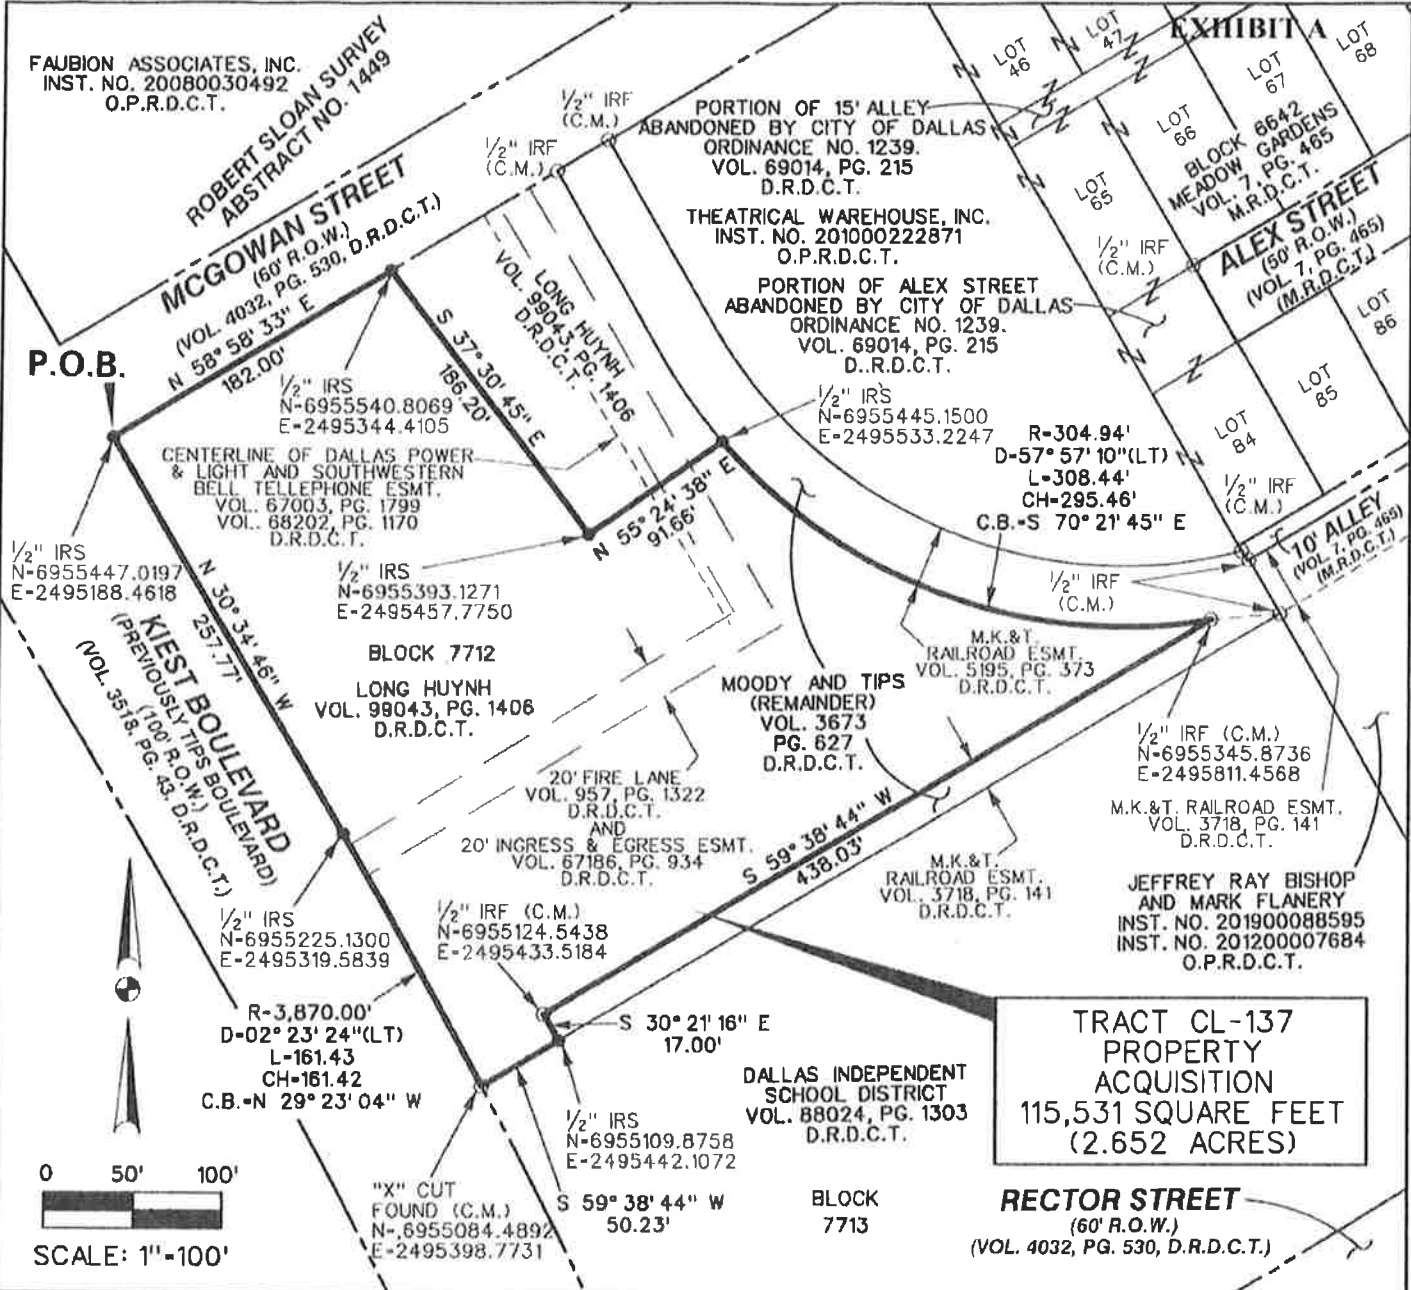 EXHIBIT A
FAUBION ASSOCIATES, INC.
INST. NO. 20080030492
O.P.R.D.C.T.
ROBERT SLOAN SURVEY
ABSTRACT NO. 1449
MCGOWAN STREET
(60' R.O.W.)
(VOL. 4032, PG. 530, D.R.D.C.T.)
N 58° 58' 33" E
182.00'
P.O.B.
1/2" IRF
(C.M.)
1/2" IRF
(C.M.)
PORTION OF 15' ALLEY
ABANDONED BY CITY OF DALLAS
ORDINANCE NO. 1239.
VOL. 69014, PG. 215
D.R.D.C.T.
THEATRICAL WAREHOUSE, INC.
INST. NO. 201000222871
O.P.R.D.C.T.
PORTION OF ALEX STREET
ABANDONED BY CITY OF DALLAS
ORDINANCE NO. 1239.
VOL. 69014, PG. 215
D..R.D.C.T.
LOT
46
LOT
47
LOT
65
LOT
66
LOT
67
LOT
68
BLOCK 6642
MEADOW GARDENS
VOL. 7, PG. 465
M.R.D.C.T.
ALEX STREET
(50' R.O.W.)
(VOL. 7, PG. 465)
(M.R.D.C.T.)
1/2" IRF
(C.M.)
LOT
86
LOT
85
LOT
84
1/2" IRF
(C.M.)
10' ALLEY
(VOL. 7, PG. 465)
(M.R.D.C.T.)
LONG HUYNH
VOL. 99043, PG. 1406
D.R.D.C.T.
S 37° 30' 45" E
186.20'
1/2" IRS
N-6955540.8069
E-2495344.4105
CENTERLINE OF DALLAS POWER
& LIGHT AND SOUTHWESTERN
BELL TELLEPHONE ESMT.
VOL. 67003, PG. 1799
VOL. 68202, PG. 1170
D.R.D.C.T.
1/2" IRS
N-6955445.1500
E-2495533.2247
R-304.94'
D-57° 57' 10"(LT)
L-308.44'
CH-295.46'
C.B.-S 70° 21' 45" E
N 55° 24' 38" E
91.66'
1/2" IRS
N-6955447.0197
E-2495188.4618
1/2" IRS
N-6955393.1271
E-2495457.7750
1/2" IRF
(C.M.)
N 30° 34' 46" W
257.77'
KIEST BOULEVARD
(PREVIOUSLY TIPS BOULEVARD)
(100' R.O.W.)
(VOL. 3518, PG. 43, D.R.D.C.T.)
BLOCK 7712
LONG HUYNH
VOL. 99043, PG. 1406
D.R.D.C.T.
M.K.&T.
RAILROAD ESMT.
VOL. 5195, PG. 373
D.R.D.C.T.
MOODY AND TIPS
(REMAINDER)
VOL. 3673
PG. 627
D.R.D.C.T.
1/2" IRF (C.M.)
N-6955345.8736
E-2495811.4568
20' FIRE LANE
VOL. 957, PG. 1322
D.R.D.C.T.
AND
20' INGRESS & EGRESS ESMT.
VOL. 67186, PG. 934
D.R.D.C.T.
M.K.&T. RAILROAD ESMT.
VOL. 3718, PG. 141
D.R.D.C.T.
S 59° 38' 44" W
438.03'
M.K.&T.
RAILROAD ESMT.
VOL. 3718, PG. 141
D.R.D.C.T.
JEFFREY RAY BISHOP
AND MARK FLANERY
INST. NO. 201900088595
INST. NO. 201200007684
O.P.R.D.C.T.
1/2" IRS
N-6955225.1300
E-2495319.5839
1/2" IRF (C.M.)
N-6955124.5438
E-2495433.5184
R-3,870.00'
D-02° 23' 24"(LT)
L-161.43
CH-161.42
C.B.-N 29° 23' 04" W
S 30° 21' 16" E
17.00'
TRACT CL-137
PROPERTY
ACQUISITION
115,531 SQUARE FEET
(2.652 ACRES)
DALLAS INDEPENDENT
SCHOOL DISTRICT
VOL. 88024, PG. 1303
D.R.D.C.T.
1/2" IRS
N-6955109.8758
E-2495442.1072
0 50' 100'
SCALE: 1"-100'
"X" CUT
FOUND (C.M.)
N-.6955084.4892
E-2495398.7731
S 59° 38' 44" W
50.23'
BLOCK
7713
RECTOR STREET
(60' R.O.W.)
(VOL. 4032, PG. 530, D.R.D.C.T.)